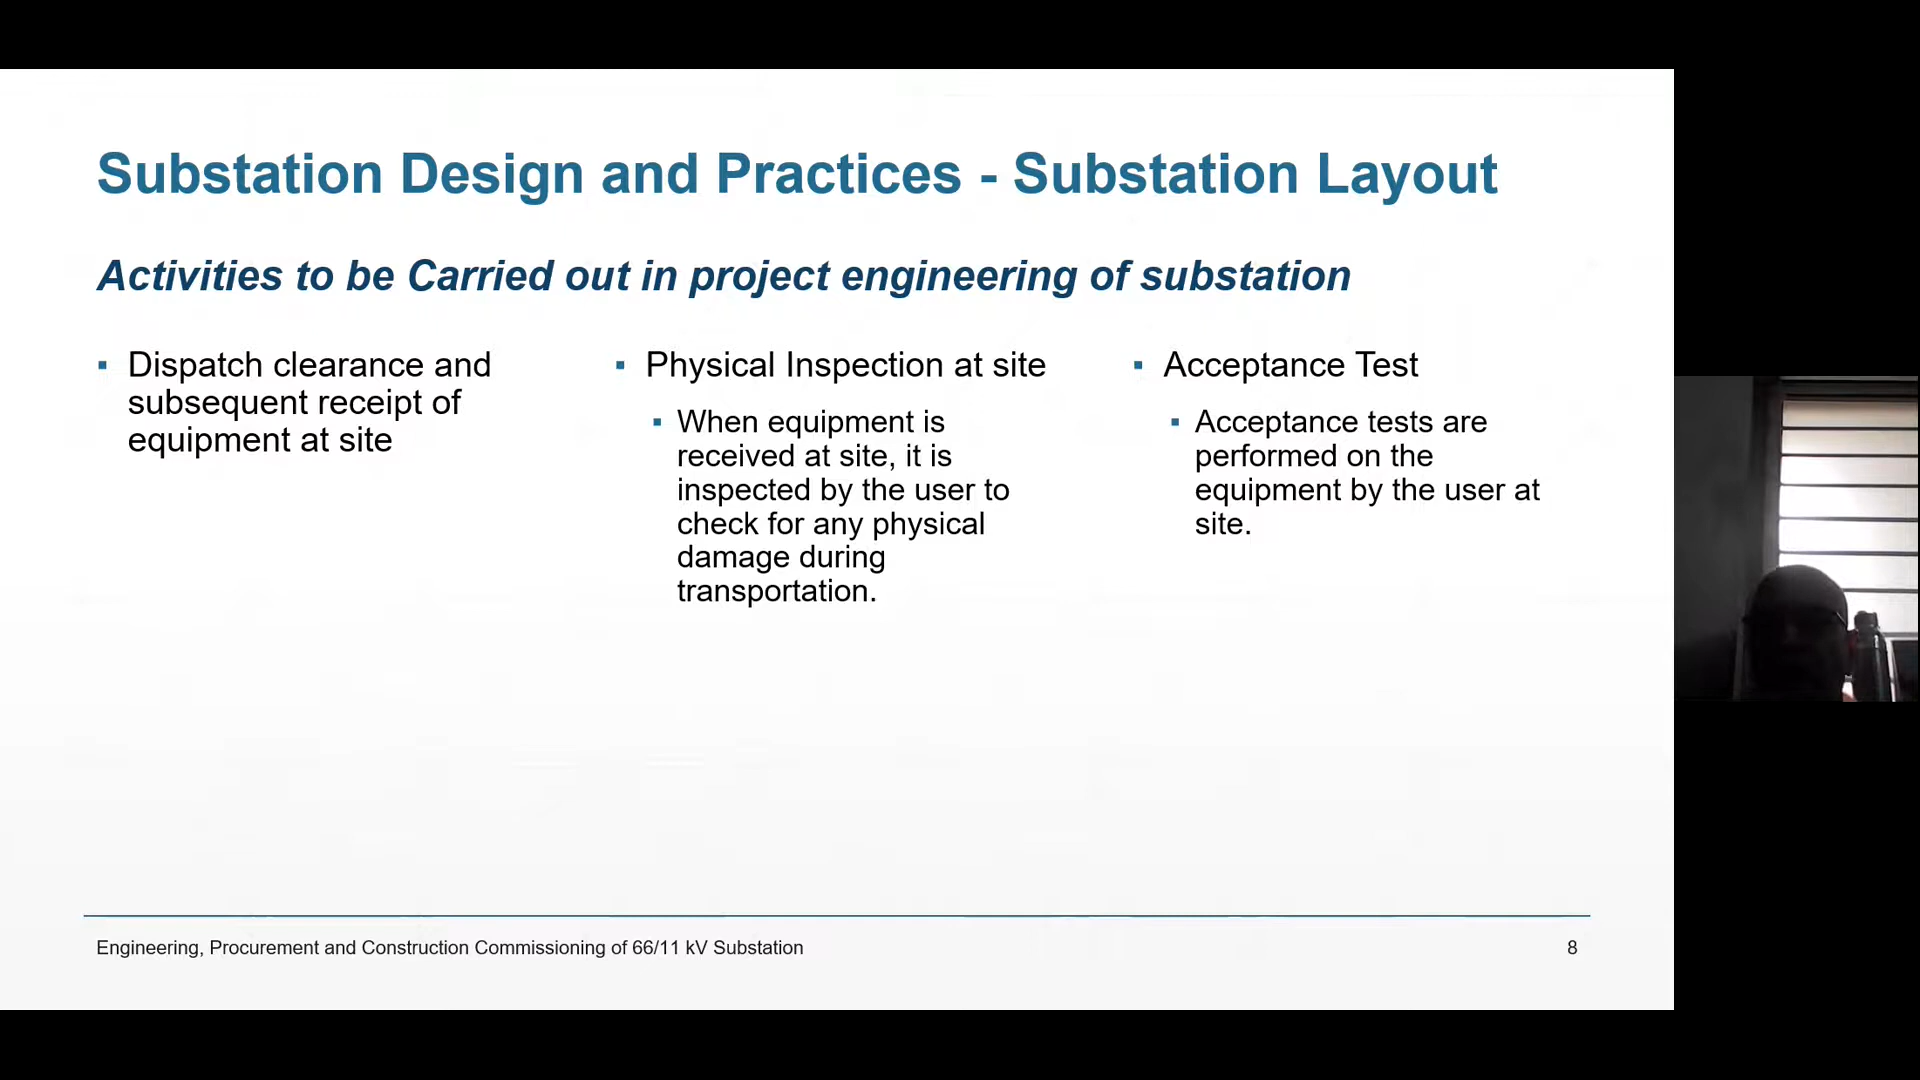 Substation Design and Practices - Substation Layout
Activities to be Carried out in project engineering of substation
▪ Dispatch clearance and
subsequent receipt of
equipment at site
▪ Physical Inspection at site
▪ When equipment is
received at site, it is
inspected by the user to
check for any physical
damage during
transportation.
▪ Acceptance Test
▪ Acceptance tests are
performed on the
equipment by the user at
site.
Engineering, Procurement and Construction Commissioning of 66/11 kV Substation
8